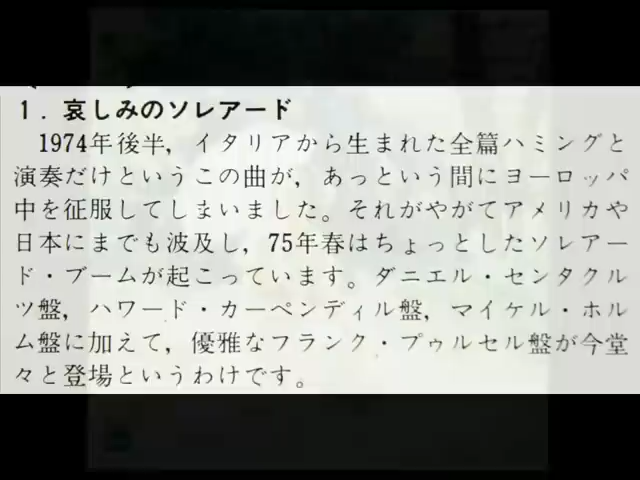 1．哀しみのソレアード
1974年後半，イタリアから生まれた全篇ハミングと
演奏だけというこの曲が，あっという間にヨーロッパ
中を征服してしまいました。それがやがてアメリカや
日本にまでも波及し，75年春はちょっとしたソレアー
ド・ブームが起こっています。ダニエル・センタクル
ツ盤，ハワード・カーペンディル盤，マイケル・ホル
ム盤に加えて，優雅なフランク・プゥルセル盤が今堂
々と登場というわけです。